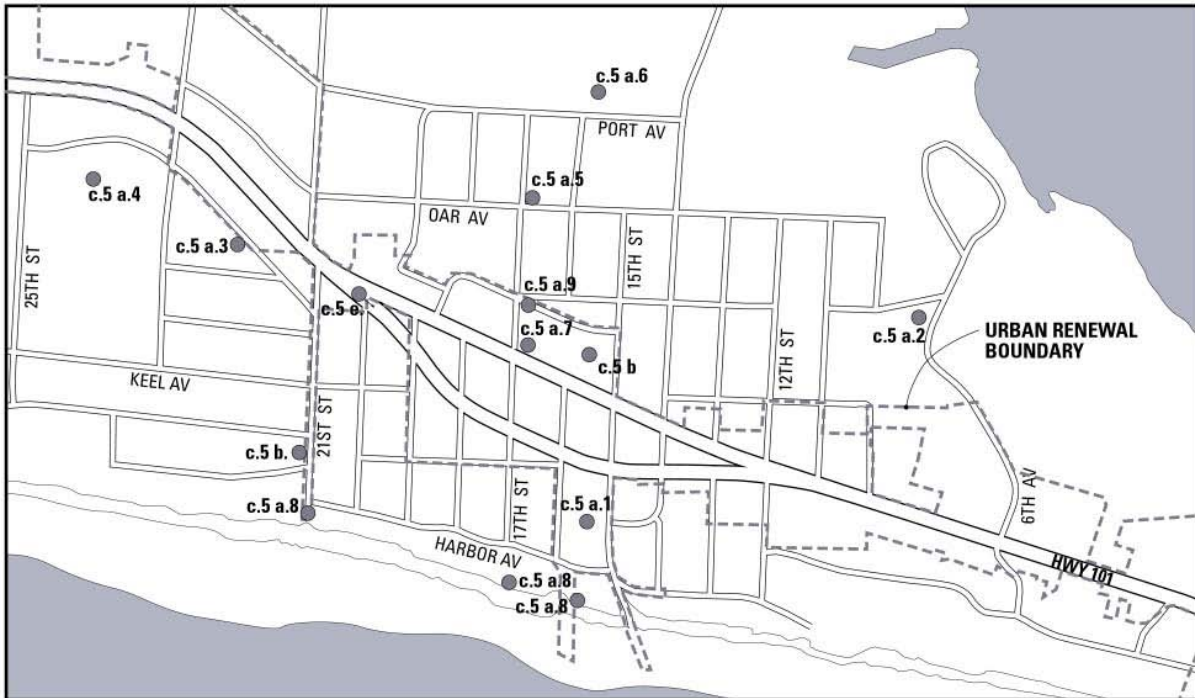 c.5 a.6
PORT AV
c.5 a.4
c.5 a.5
OAR AV
c.5 a.3
25TH ST
15TH ST
c.5 e.
c.5 a.9
c.5 a.7
c.5 b
c.5 a.2
URBAN RENEWAL
BOUNDARY
12TH ST
KEEL AV
21ST ST
c.5 b.
c.5 a.8
17TH ST
c.5 a.1
6TH AV
HARBOR AV
HWY 101
c.5 a.8
c.5 a.8